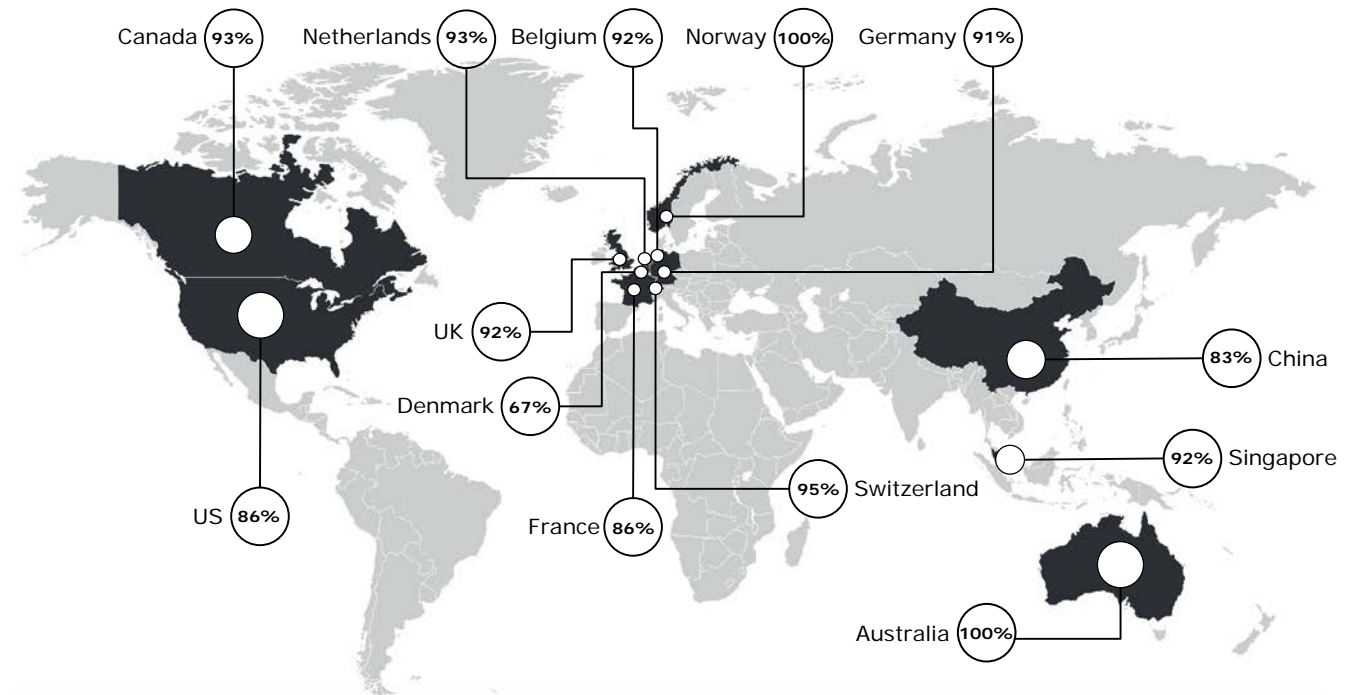 Canada 93%
Netherlands 93%
Belgium 92%
Norway 100%
Germany 91%
UK 92%
83% China
Denmark 67%
92% Singapore
95% Switzerland
US 86%
France 86%
Australia 100%